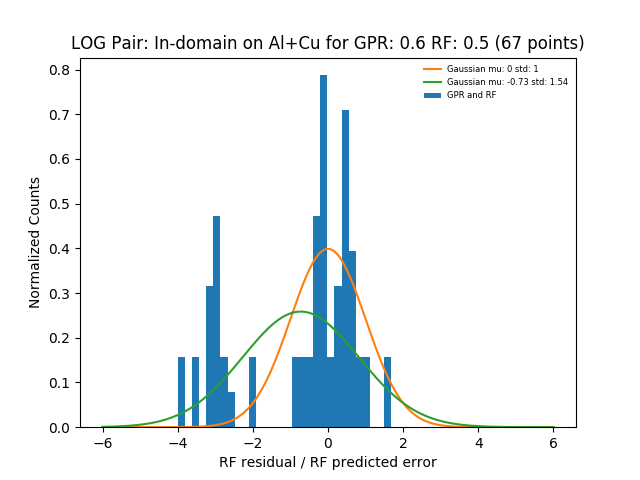 LOG Pair: In-domain on Al+Cu for GPR: 0.6 RF: 0.5 (67 points)
Gaussian mu: 0 std: 1
Gaussian mu: -0.73 std: 1.54
GPR and RF
0.8
0.7
0.6
0.5
0.4
0.3
0.2
0.1
0.0
Normalized Counts
−6 −4 −2 0 2 4 6
RF residual / RF predicted error